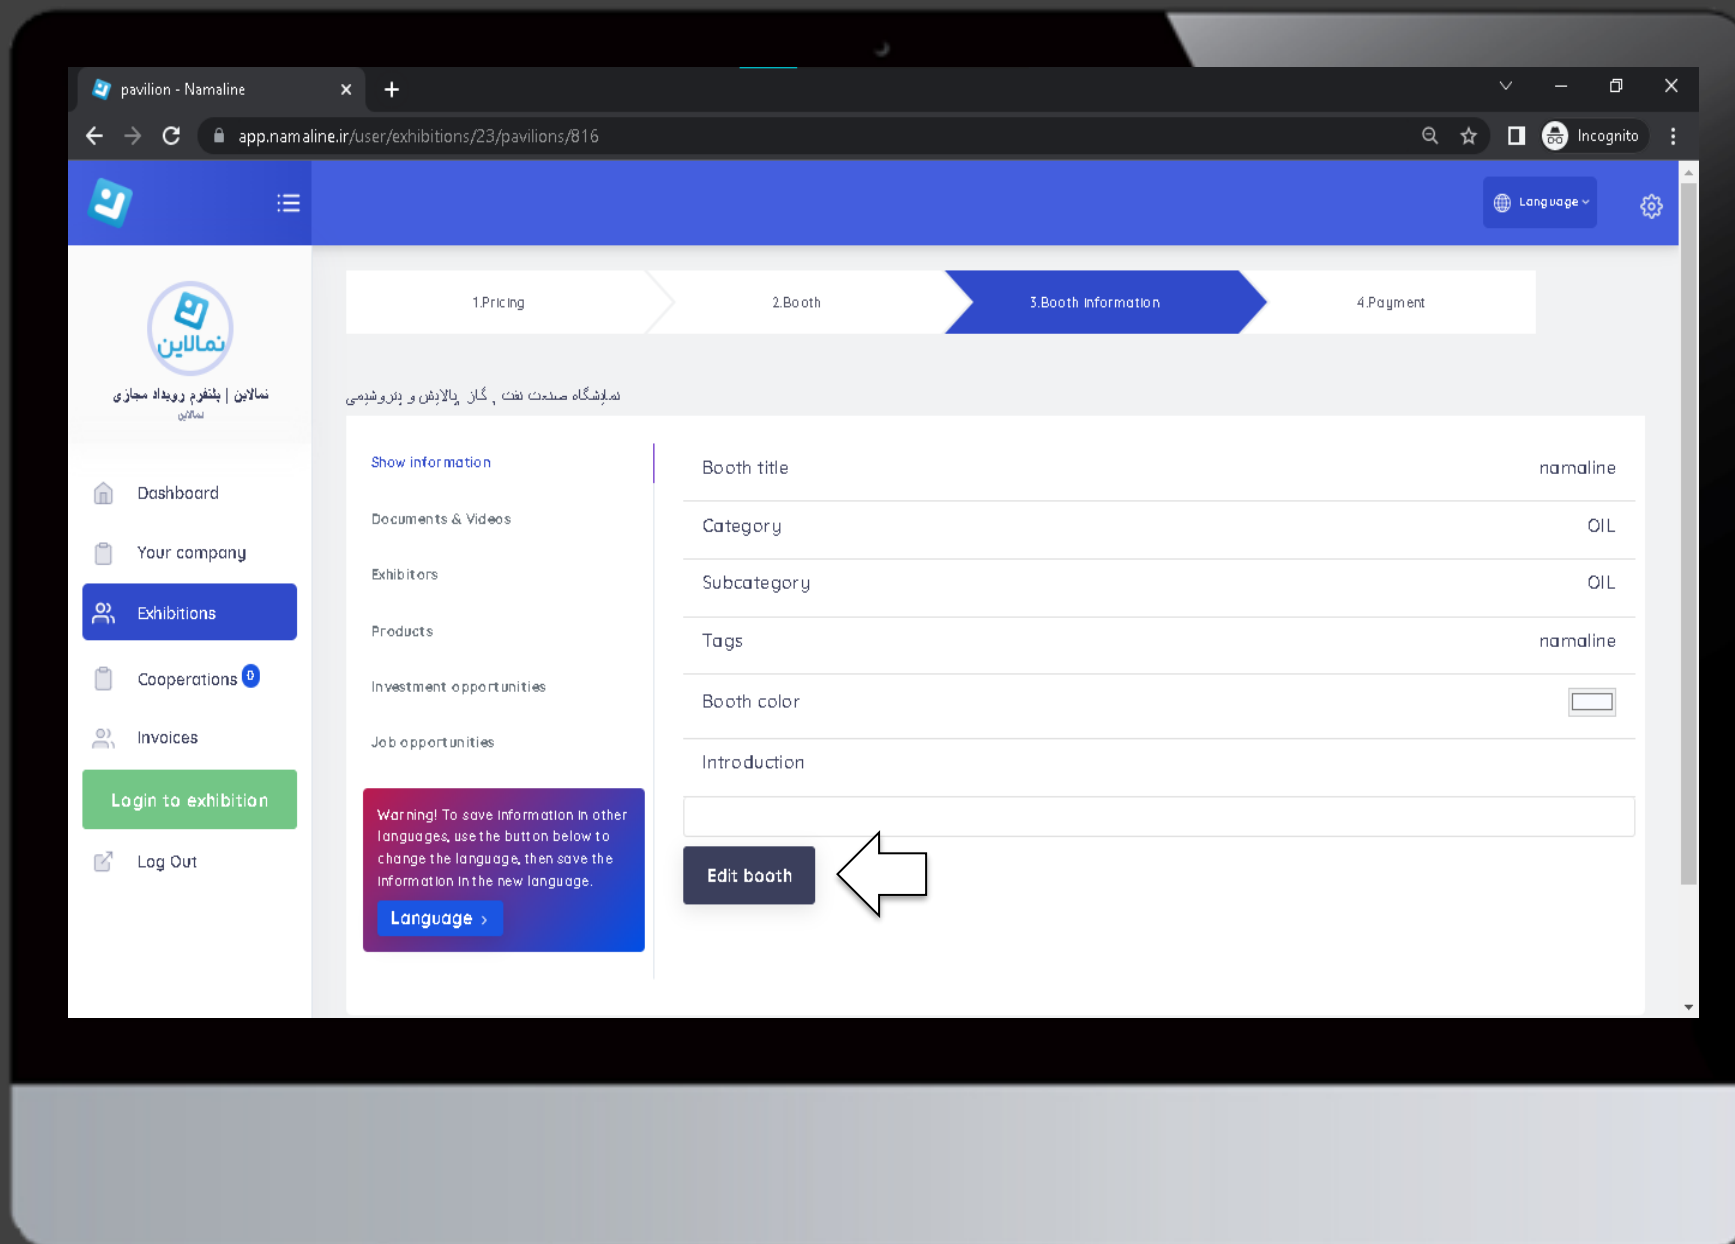 pavilion - Namaline
app.namaline.ir/user/exhibitions/23/pavilions/816
Incognito
Language
1.Pricing
2.Booth
3.Booth information
4.Payment
نمالاین
نمالاین | پلتفرم رویداد مجازی
نمالاین
Dashboard
Your company
Exhibitions
Cooperations 0
Invoices
Login to exhibition
Log Out
نمایشگاه صنعت نفت , گاز پالایش و پتروشیمی
Show information
Documents & Videos
Exhibitors
Products
Investment opportunities
Job opportunities
Warning! To save information in other
languages, use the button below to
change the language, then save the
information in the new language.
Language >
Booth title namaline
Category OIL
Subcategory OIL
Tags namaline
Booth color
Introduction
Edit booth